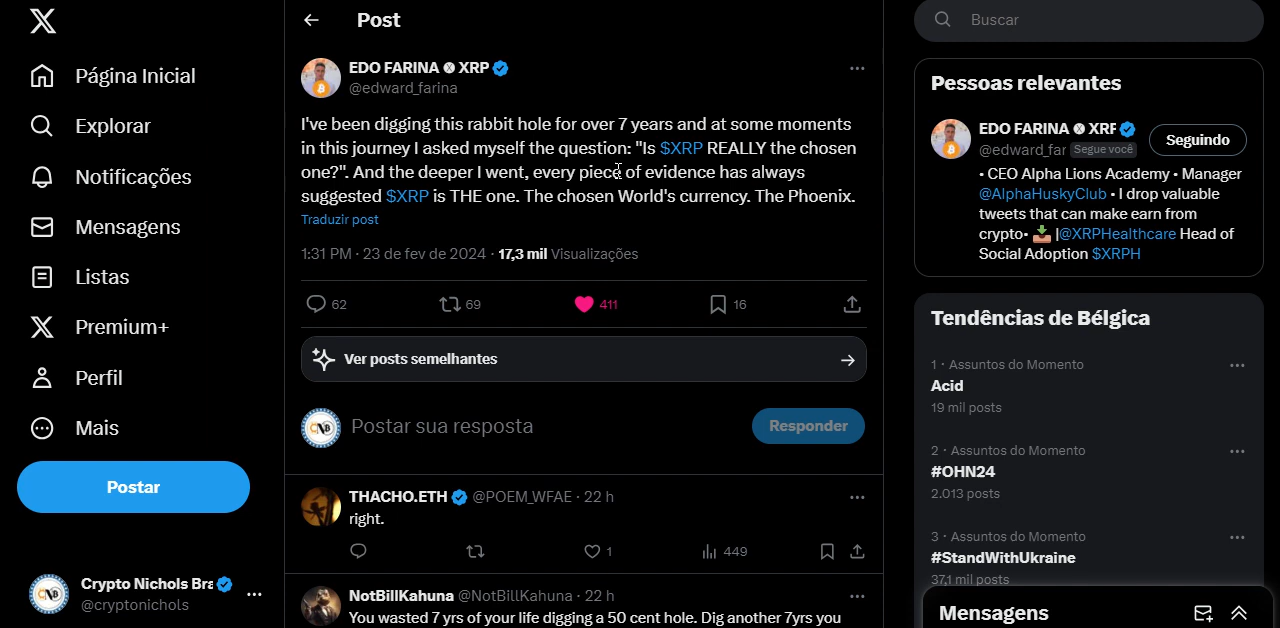 Página Inicial
Explorar
Notificações
Mensagens
Listas
Premium+
Perfil
Mais
Postar
Crypto Nichols Bra
@cryptonichols
Post
EDO FARINA XRP
@edward_farina
I've been digging this rabbit hole for over 7 years and at some moments
in this journey I asked myself the question: "Is $XRP REALLY the chosen
one?". And the deeper I went, every piece of evidence has always
suggested $XRP is THE one. The chosen World's currency. The Phoenix.
Traduzir post
1:31 PM · 23 de fev de 2024 · 17,3 mil Visualizações
62 69 411 16
Ver posts semelhantes
CNB
Postar sua resposta
Responder
THACHO.ETH @POEM_WFAE · 22 h
right.
1 449
NotBillKahuna @NotBillKahuna · 22 h
You wasted 7 yrs of your life digging a 50 cent hole. Dig another 7yrs you
Buscar
Pessoas relevantes
EDO FARINA XRP
@edward_far Segue você
Seguindo
• CEO Alpha Lions Academy • Manager
@AlphaHuskyClub • I drop valuable
tweets that can make earn from
crypto• |@XRPHealthcare Head of
Social Adoption $XRPH
Tendências de Bélgica
1 · Assuntos do Momento
Acid
19 mil posts
2 · Assuntos do Momento
#OHN24
2.013 posts
3 · Assuntos do Momento
#StandWithUkraine
37,1 mil posts
Mensagens